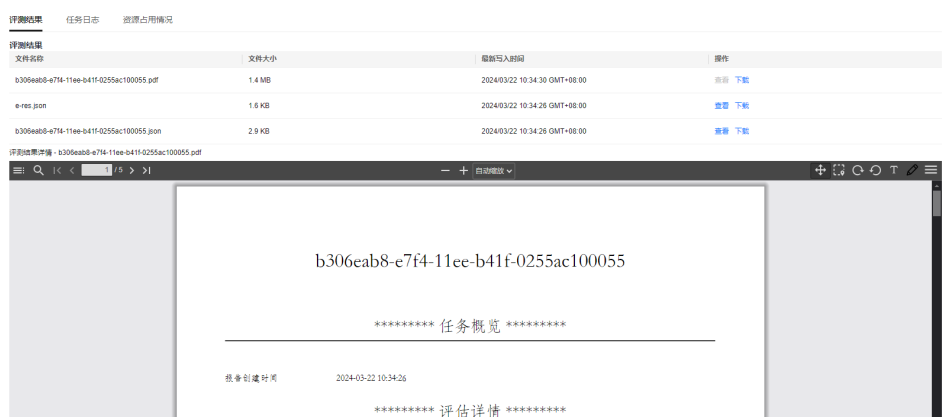 评测结果 任务日志 资源占用情况
评测结果
文件名称 文件大小 最新写入时间 操作
b306eab8-e7f4-11ee-b41f-0255ac100055.pdf 1.4 MB 2024/03/22 10:34:30 GMT+08:00 查看 下载
e-res.json 1.6 KB 2024/03/22 10:34:26 GMT+08:00 查看 下载
b306eab8-e7f4-11ee-b41f-0255ac100055.json 2.9 KB 2024/03/22 10:34:26 GMT+08:00 查看 下载
评测结果详情 - b306eab8-e7f4-11ee-b41f-0255ac100055.pdf
1 / 5 自动缩放 T
b306eab8-e7f4-11ee-b41f-0255ac100055
********* 任务概览 *********
报告创建时间 2024-03-22 10:34:26
********* 评估详情 *********